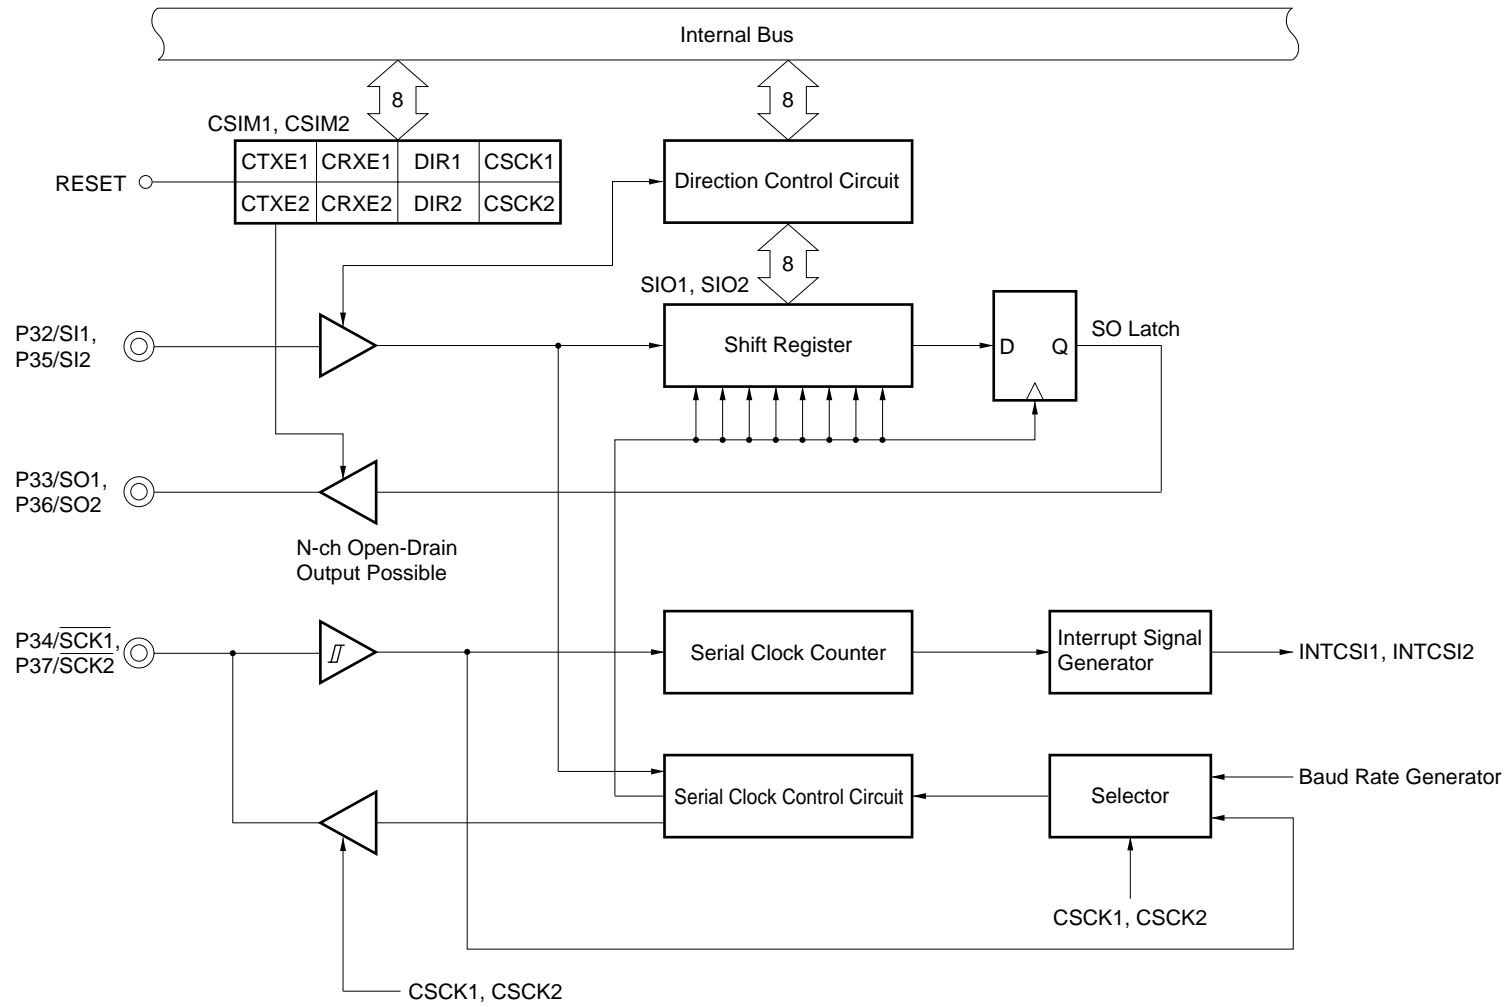 Internal Bus
8
8
CSIM1, CSIM2
CTXE1 CRXE1 DIR1 CSCK1
CTXE2 CRXE2 DIR2 CSCK2
RESET
Direction Control Circuit
8
SIO1, SIO2
P32/SI1,
P35/SI2
Shift Register
D Q
SO Latch
P33/SO1,
P36/SO2
N-ch Open-Drain
Output Possible
P34/S̅C̅K̅1̅,
P37/S̅C̅K̅2̅
Serial Clock Counter
Interrupt Signal
Generator
INTCSI1, INTCSI2
Serial Clock Control Circuit
Selector
Baud Rate Generator
CSCK1, CSCK2
CSCK1, CSCK2